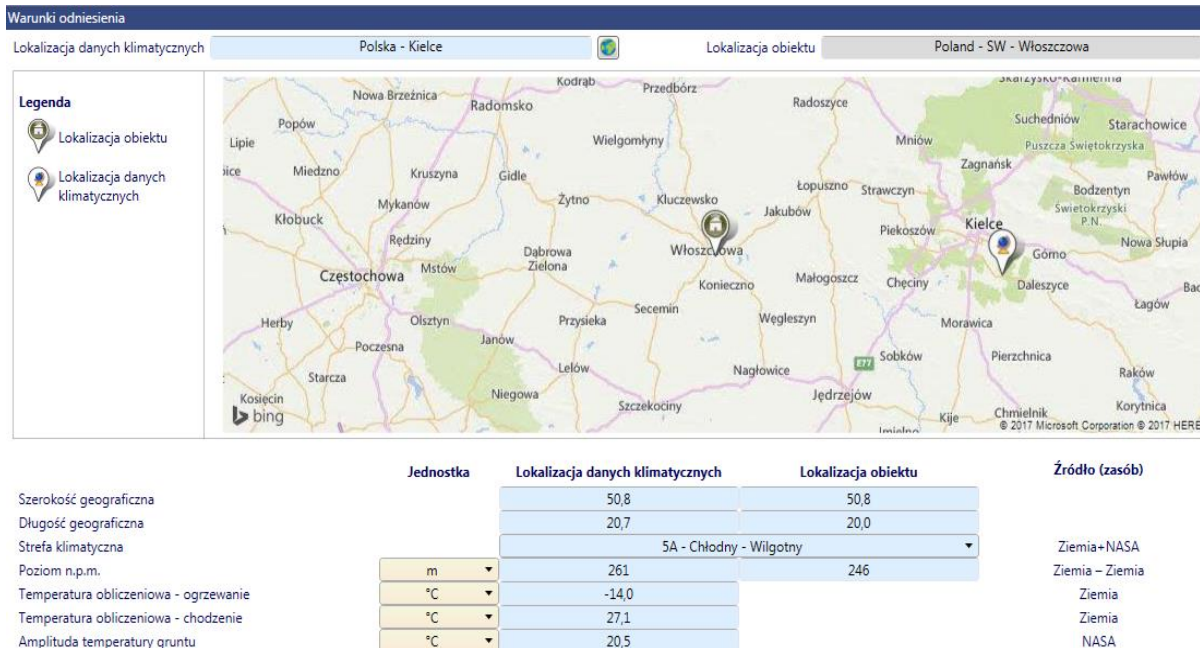 Warunki odniesienia
Lokalizacja danych klimatycznych Polska - Kielce Lokalizacja obiektu Poland - SW - Włoszczowa
Legenda
Lokalizacja obiektu
Lokalizacja danych
klimatycznych
Kodrąb Przedbórz Skarżysko-Kamienna
Nowa Brzeźnica Radomsko Radoszyce
Popów Suchedniów Starachowice
Lipie Wielgomłyny Mniów Puszcza Świętokrzyska
Miedzno Kruszyna Gidle Zagnańsk Pawłów
Żytno Kluczewsko Łopuszno Strawczyn Bodzentyn
Mykanów Jakubów Świetokrzyski
P.N.
Kłobuck Piekoszów Kielce
Rędziny Dąbrowa
Zielona Włoszczowa Górno Nowa Słupia
Częstochowa Mstów Konieczno Małogoszcz Chęciny Daleszyce
Secemin Łagów
Herby Olsztyn Przysieka Węgleszyn Morawica
Poczesna Janów E77 Sobków Pierzchnica
Starcza Lelów Nagłowice Raków
Kosięcin Niegowa Szczekociny Jędrzejów Korytnica
bing Kije Chmielnik
Imielno © 2017 Microsoft Corporation © 2017 HERE
Jednostka Lokalizacja danych klimatycznych Lokalizacja obiektu Źródło (zasób)
Szerokość geograficzna 50,8 50,8
Długość geograficzna 20,7 20,0
Strefa klimatyczna 5A - Chłodny - Wilgotny Ziemia+NASA
Poziom n.p.m. m 261 246 Ziemia – Ziemia
Temperatura obliczeniowa - ogrzewanie °C -14,0 Ziemia
Temperatura obliczeniowa - chodzenie °C 27,1 Ziemia
Amplituda temperatury gruntu °C 20,5 NASA